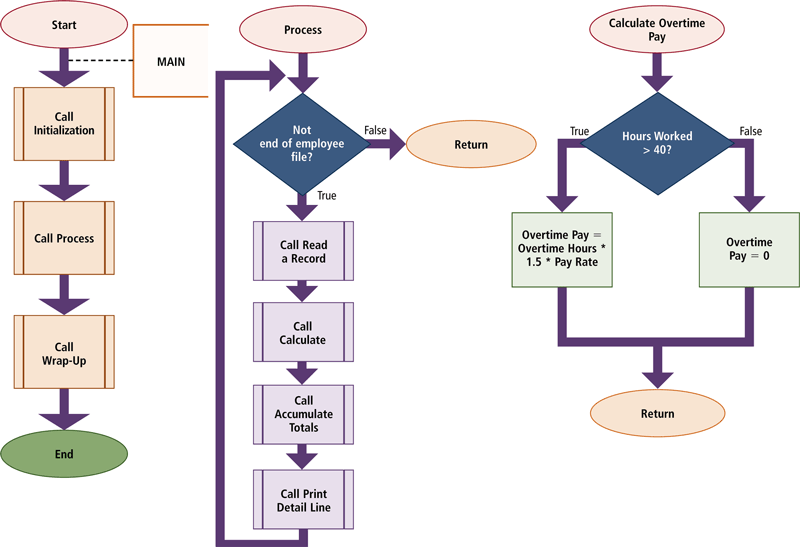 Start
MAIN
Call
Initialization
Call Process
Call
Wrap-Up
End
Process
Not
end of employee
file?
False
Return
True
Call Read
a Record
Call
Calculate
Call
Accumulate
Totals
Call Print
Detail Line
Calculate Overtime
Pay
Hours Worked
> 40?
True
False
Overtime Pay =
Overtime Hours *
1.5 * Pay Rate
Overtime
Pay = 0
Return